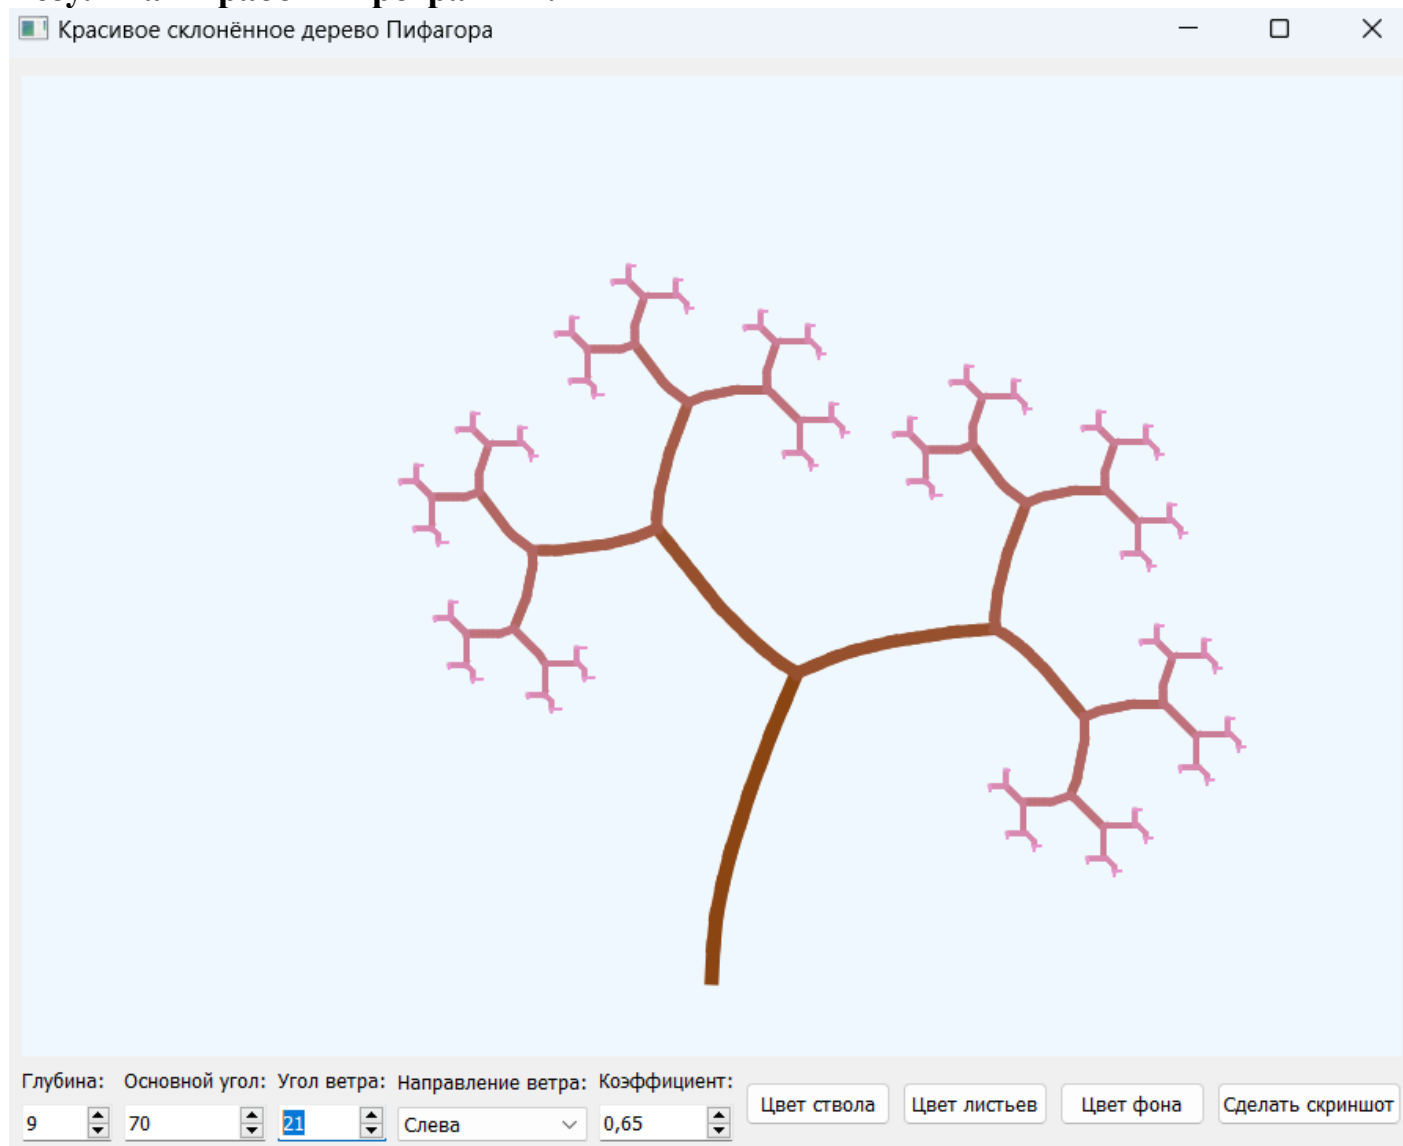 Красивое склонённое дерево Пифагора
Глубина: Основной угол: Угол ветра: Направление ветра: Коэффициент:
9 70 21 Слева 0,65 Цвет ствола Цвет листьев Цвет фона Сделать скриншот